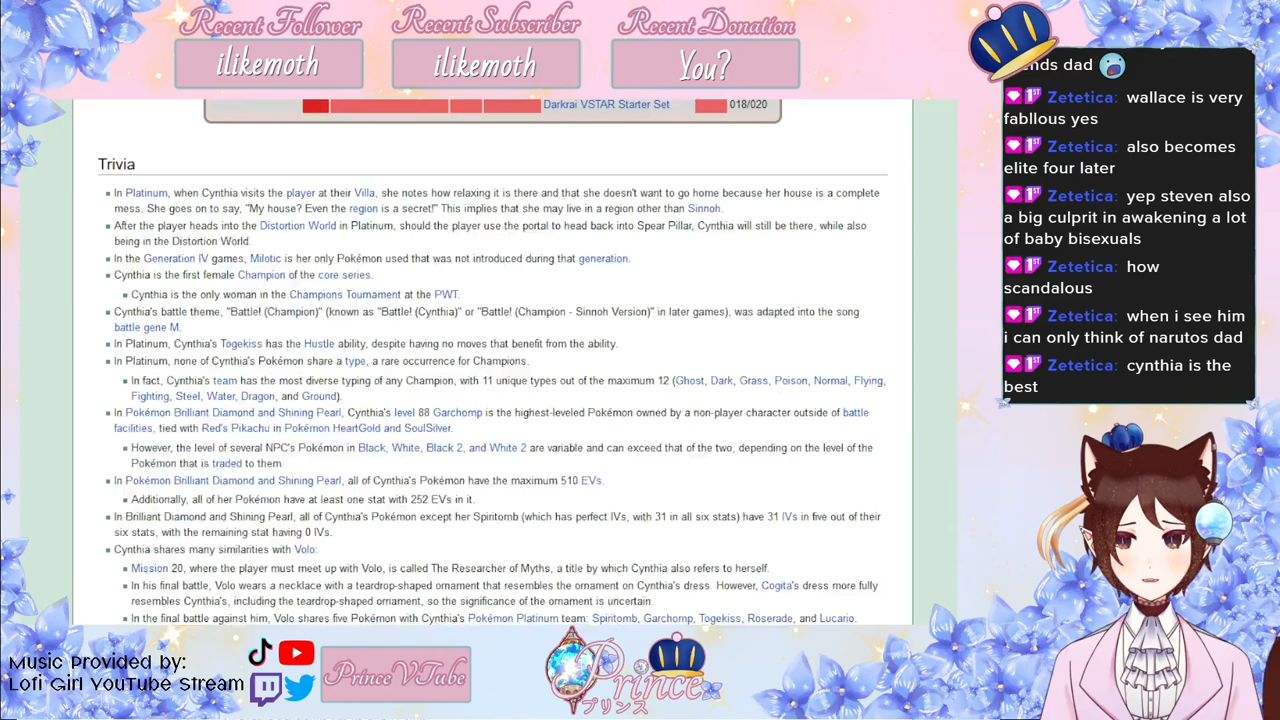 Recent Follower
ilikemoth
Recent Subscriber
ilikemoth
Recent Donation
You?
Darkrai VSTAR Starter Set 018/020
Trivia
In Platinum, when Cynthia visits the player at their Villa, she notes how relaxing it is there and that she doesn't want to go home because her house is a complete
mess. She goes on to say, "My house? Even the region is a secret!" This implies that she may live in a region other than Sinnoh.
After the player heads into the Distortion World in Platinum, should the player use the portal to head back into Spear Pillar, Cynthia will still be there, while also
being in the Distortion World.
In the Generation IV games, Milotic is her only Pokémon used that was not introduced during that generation.
Cynthia is the first female Champion of the core series.
Cynthia is the only woman in the Champions Tournament at the PWT.
Cynthia's battle theme, "Battle! (Champion)" (known as "Battle! (Cynthia)" or "Battle! (Champion - Sinnoh Version)" in later games), was adapted into the song
battle gene M.
In Platinum, Cynthia's Togekiss has the Hustle ability, despite having no moves that benefit from the ability.
In Platinum, none of Cynthia's Pokémon share a type, a rare occurrence for Champions.
In fact, Cynthia's team has the most diverse typing of any Champion, with 11 unique types out of the maximum 12 (Ghost, Dark, Grass, Poison, Normal, Flying,
Fighting, Steel, Water, Dragon, and Ground).
In Pokémon Brilliant Diamond and Shining Pearl, Cynthia's level 88 Garchomp is the highest-leveled Pokémon owned by a non-player character outside of battle
facilities, tied with Red's Pikachu in Pokémon HeartGold and SoulSilver.
However, the level of several NPC's Pokémon in Black, White, Black 2, and White 2 are variable and can exceed that of the two, depending on the level of the
Pokémon that is traded to them
In Pokémon Brilliant Diamond and Shining Pearl, all of Cynthia's Pokémon have the maximum 510 EVs.
Additionally, all of her Pokémon have at least one stat with 252 EVs in it.
In Brilliant Diamond and Shining Pearl, all of Cynthia's Pokémon except her Spiritomb (which has perfect IVs, with 31 in all six stats) have 31 IVs in five out of their
six stats, with the remaining stat having 0 IVs.
Cynthia shares many similarities with Volo:
Mission 20, where the player must meet up with Volo, is called The Researcher of Myths, a title by which Cynthia also refers to herself.
In his final battle, Volo wears a necklace with a teardrop-shaped ornament that resembles the ornament on Cynthia's dress. However, Cogita's dress more fully
resembles Cynthia's, including the teardrop-shaped ornament, so the significance of the ornament is uncertain.
In the final battle against him, Volo shares five Pokémon with Cynthia's Pokémon Platinum team: Spiritomb, Garchomp, Togekiss, Roserade, and Lucario.
dad
Zetetica: wallace is very
fabllous yes
Zetetica: also becomes
elite four later
Zetetica: yep steven also
a big culprit in awakening a lot
of baby bisexuals
Zetetica: how
scandalous
Zetetica: when i see him
i can only think of narutos dad
Zetetica: cynthia is the
best
Music Provided by:
Lofi Girl YouTube Stream
Prince VTube
Prince
プリンス